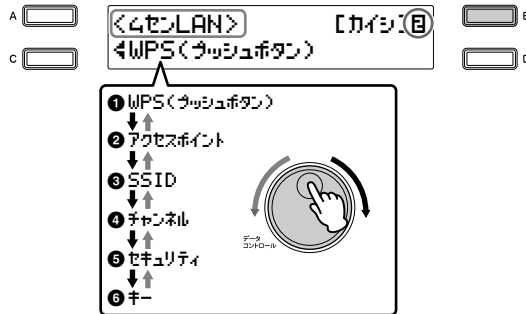 A
<ムセンLAN> [カイシ B
B
C
◀WPS(プッシュボタン)
D
❶WPS(プッシュボタン)
❷アクセスポイント
❸SSID
❹チャンネル
❺セキュリティ
❻キー
データ
コントロール